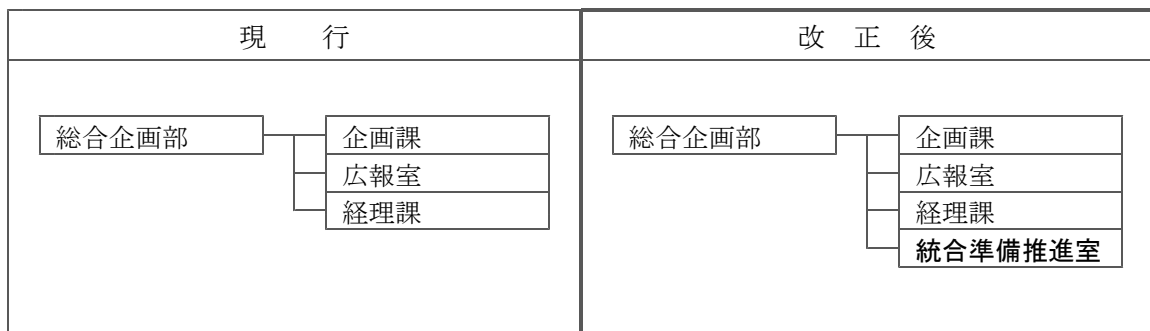 現 行
改 正 後
総合企画部
企画課
広報室
経理課
総合企画部
企画課
広報室
経理課
統合準備推進室